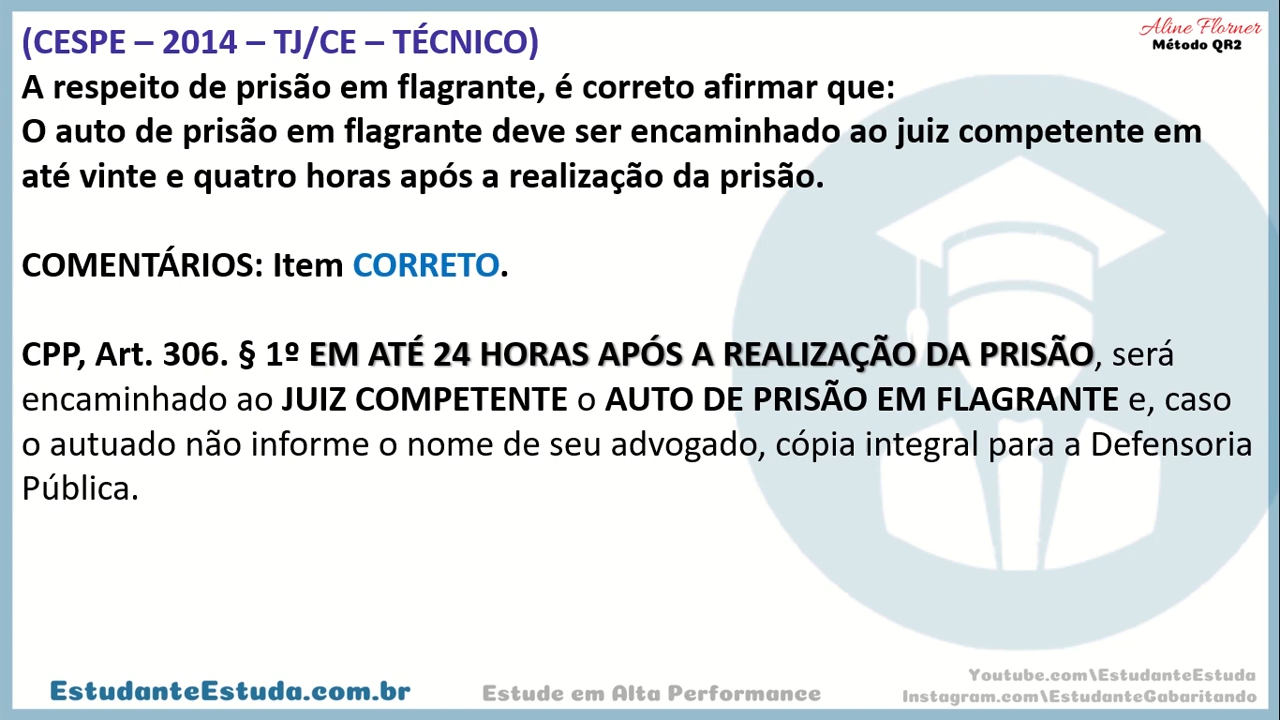 Aline Florner
Método QR2
(CESPE – 2014 – TJ/CE – TÉCNICO)
A respeito de prisão em flagrante, é correto afirmar que:
O auto de prisão em flagrante deve ser encaminhado ao juiz competente em
até vinte e quatro horas após a realização da prisão.
COMENTÁRIOS: Item CORRETO.
CPP, Art. 306. § 1º EM ATÉ 24 HORAS APÓS A REALIZAÇÃO DA PRISÃO, será
encaminhado ao JUIZ COMPETENTE o AUTO DE PRISÃO EM FLAGRANTE e, caso
o autuado não informe o nome de seu advogado, cópia integral para a Defensoria
Pública.
EstudanteEstuda.com.br
Estude em Alta Performance
Youtube.com\EstudanteEstuda
Instagram.com\EstudanteGabaritando